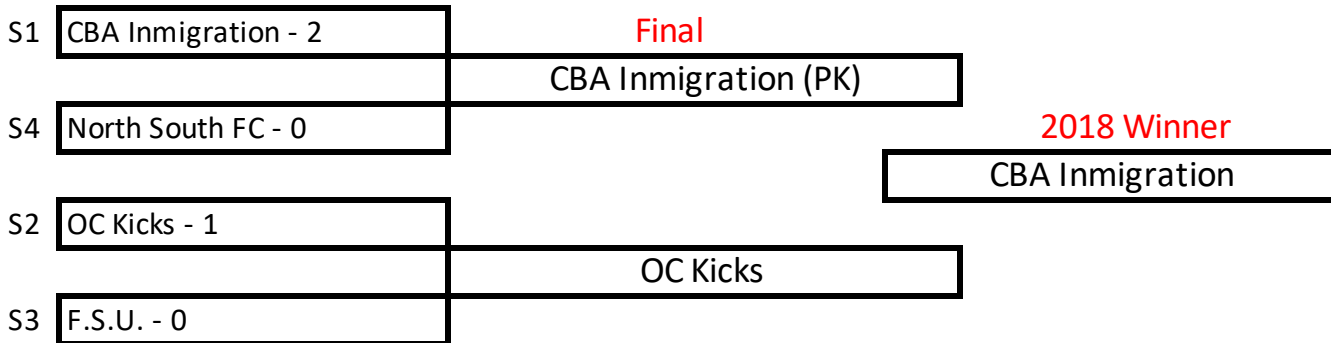 S1 CBA Inmigration - 2 Final
CBA Inmigration (PK)
S4 North South FC - 0 2018 Winner
CBA Inmigration
S2 OC Kicks - 1
OC Kicks
S3 F.S.U. - 0